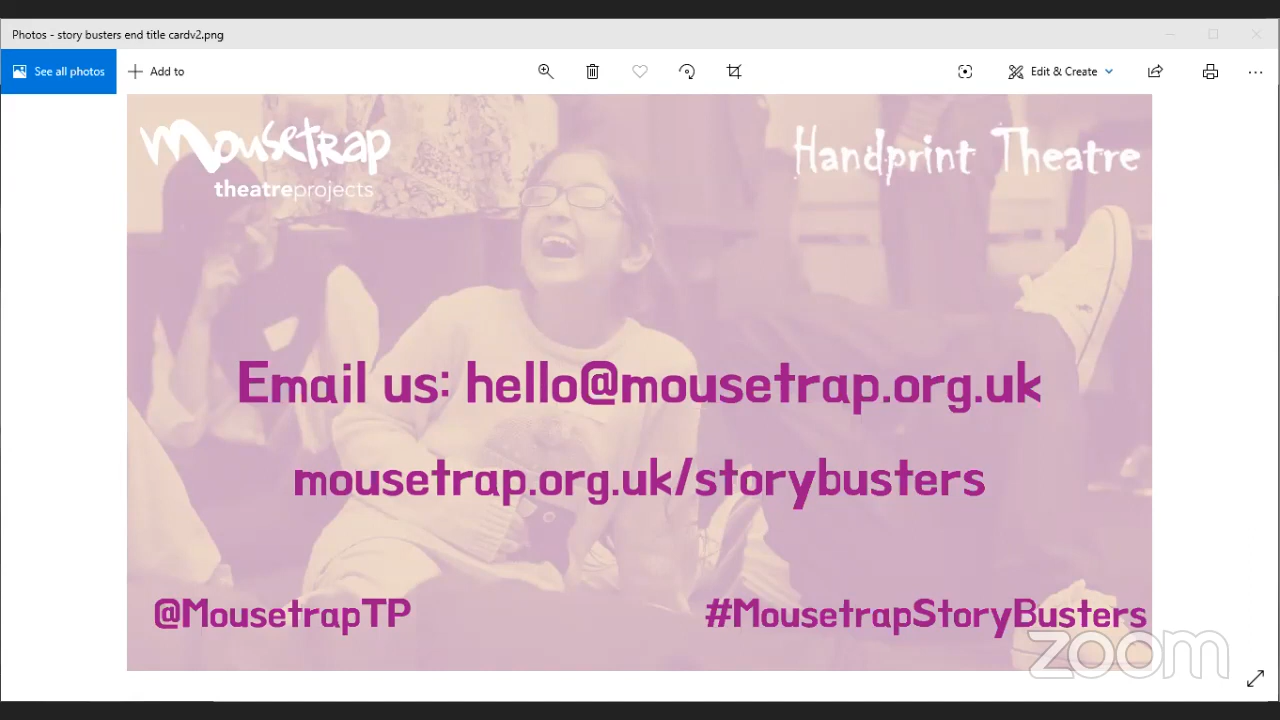 Photos - story busters end title cardv2.png
See all photos
Add to
Edit & Create
mousetrap
theatreprojects
Handprint Theatre
Email us: hello@mousetrap.org.uk
mousetrap.org.uk/storybusters
@MousetrapTP
#MousetrapStoryBusters
zoom